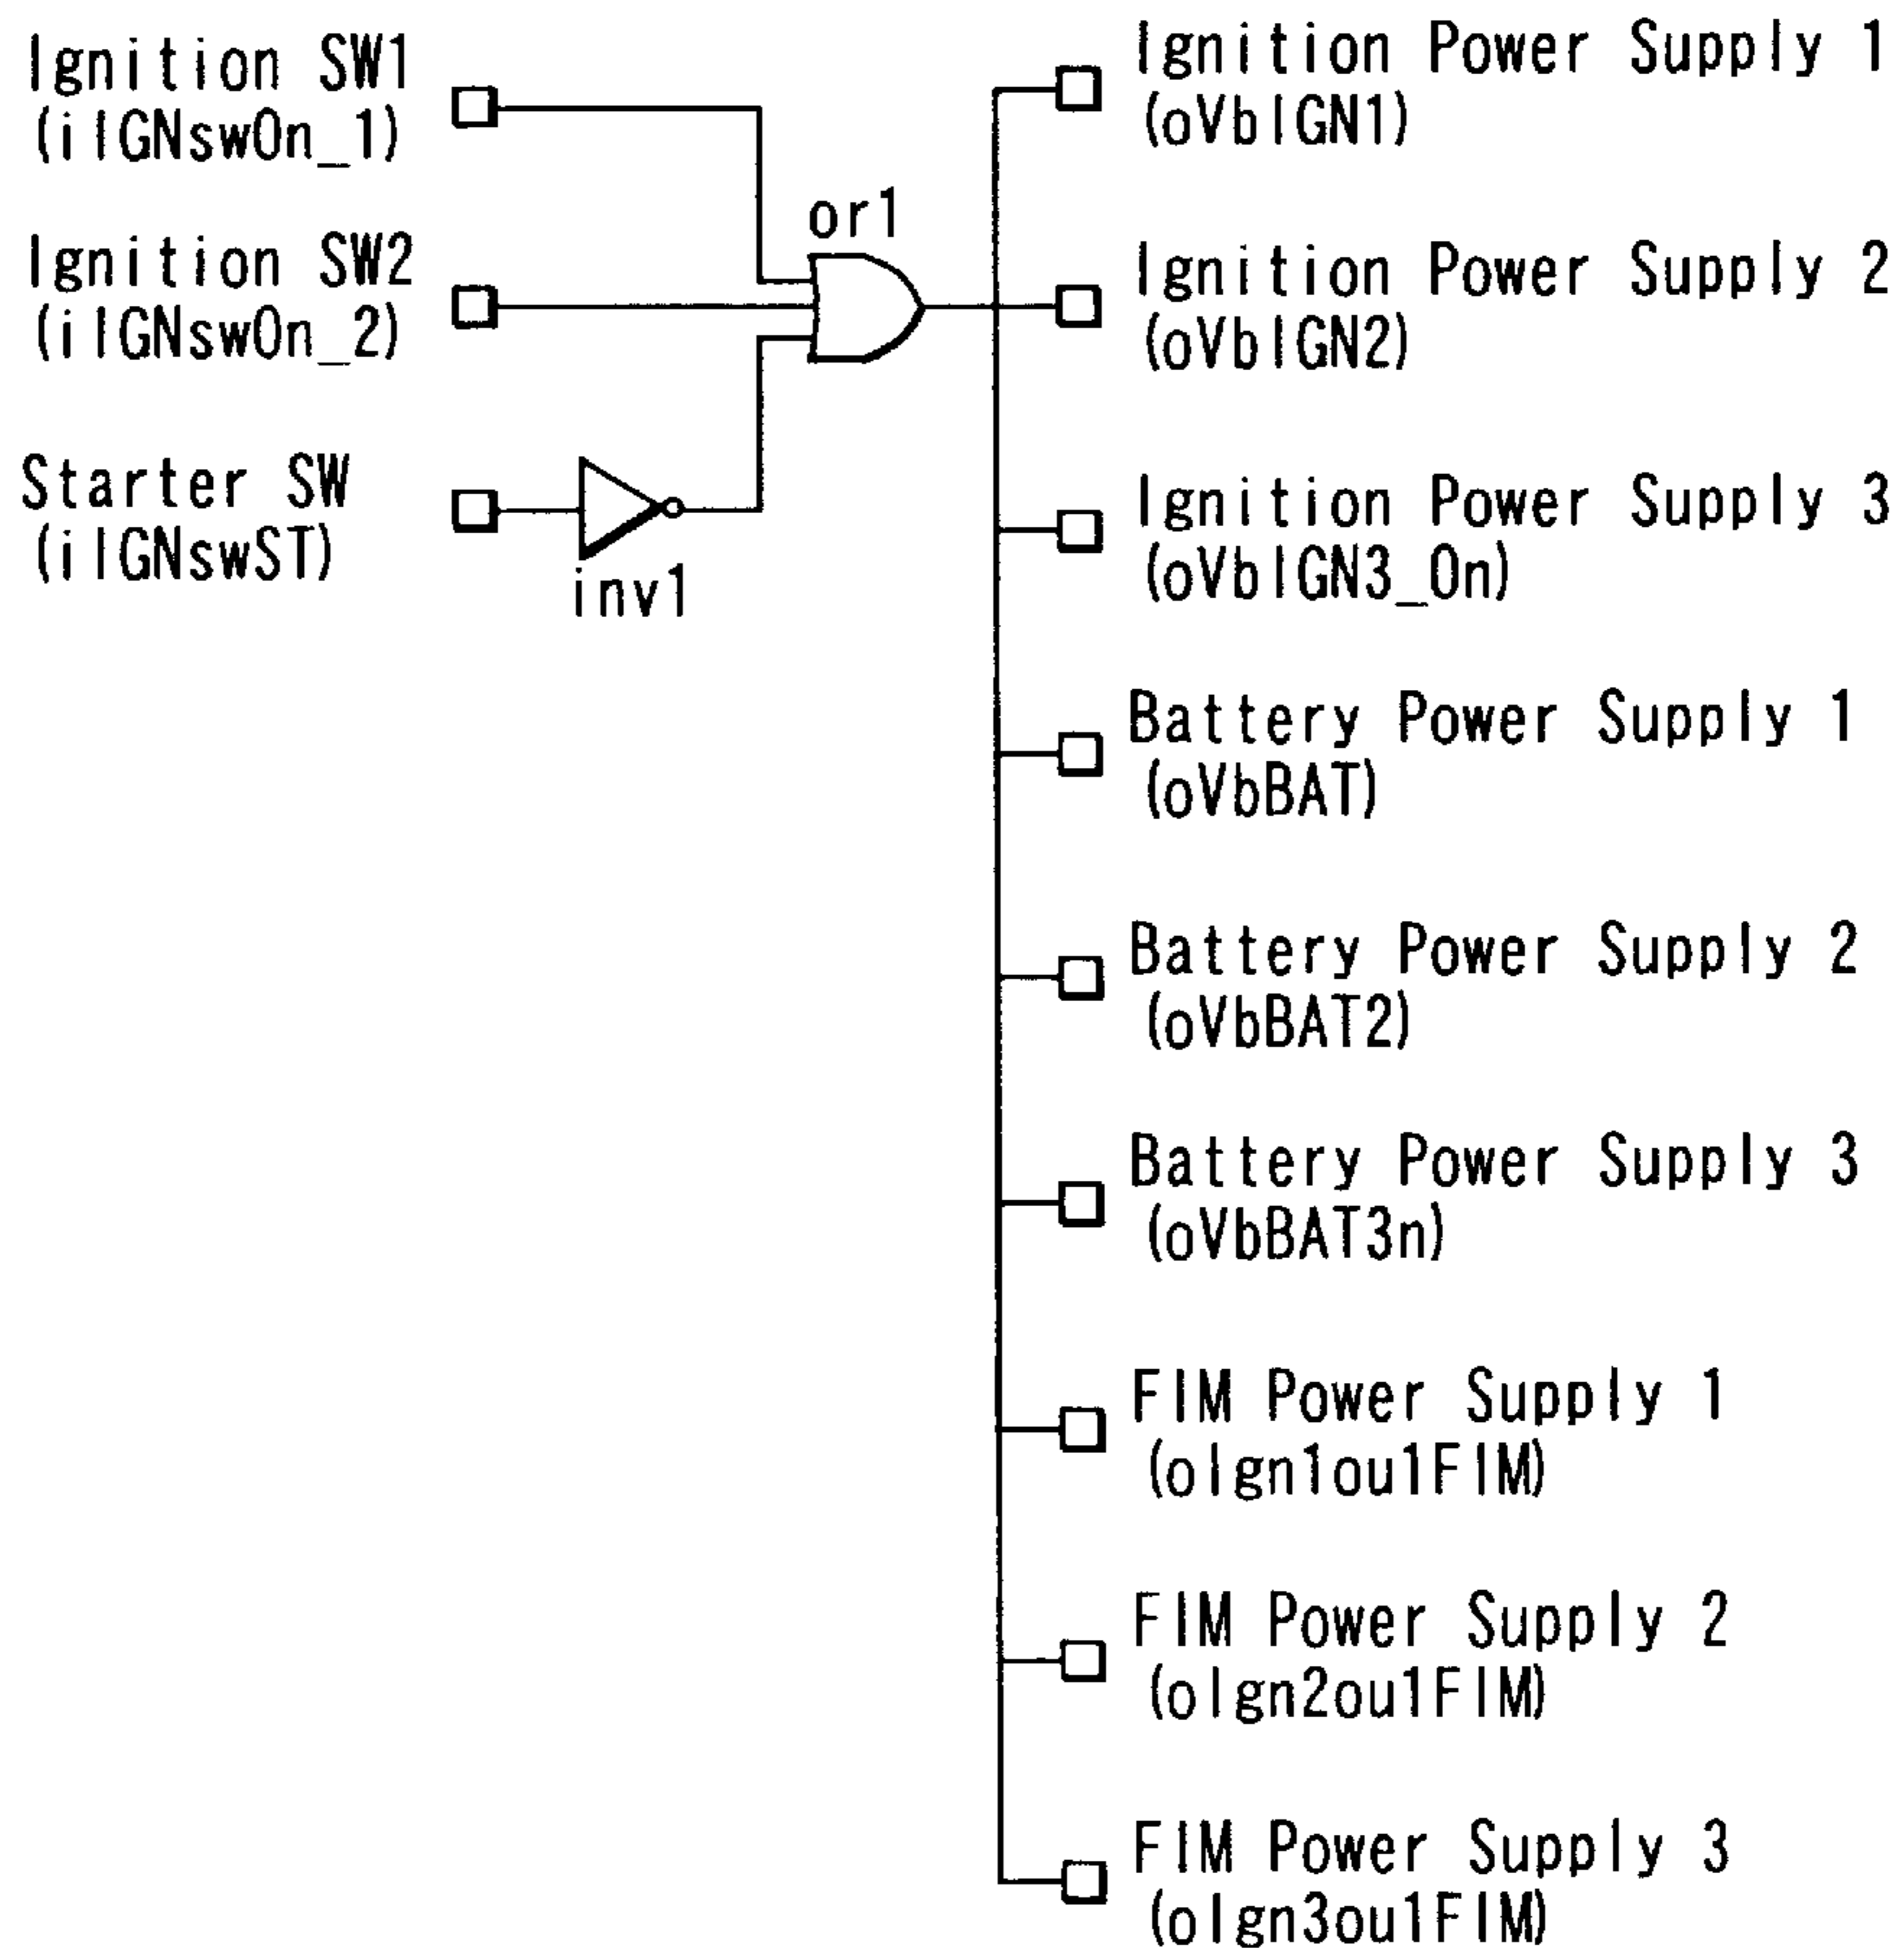 Ignition SW1
(iIGNswOn_1)
Ignition SW2
(iIGNswOn_2)
Starter SW
(iIGNswST)
or1
inv1
Ignition Power Supply 1
(oVbIGN1)
Ignition Power Supply 2
(oVbIGN2)
Ignition Power Supply 3
(oVbIGN3_On)
Battery Power Supply 1
(oVbBAT)
Battery Power Supply 2
(oVbBAT2)
Battery Power Supply 3
(oVbBAT3n)
FIM Power Supply 1
(oIgn1ou1FIM)
FIM Power Supply 2
(oIgn2ou1FIM)
FIM Power Supply 3
(oIgn3ou1FIM)